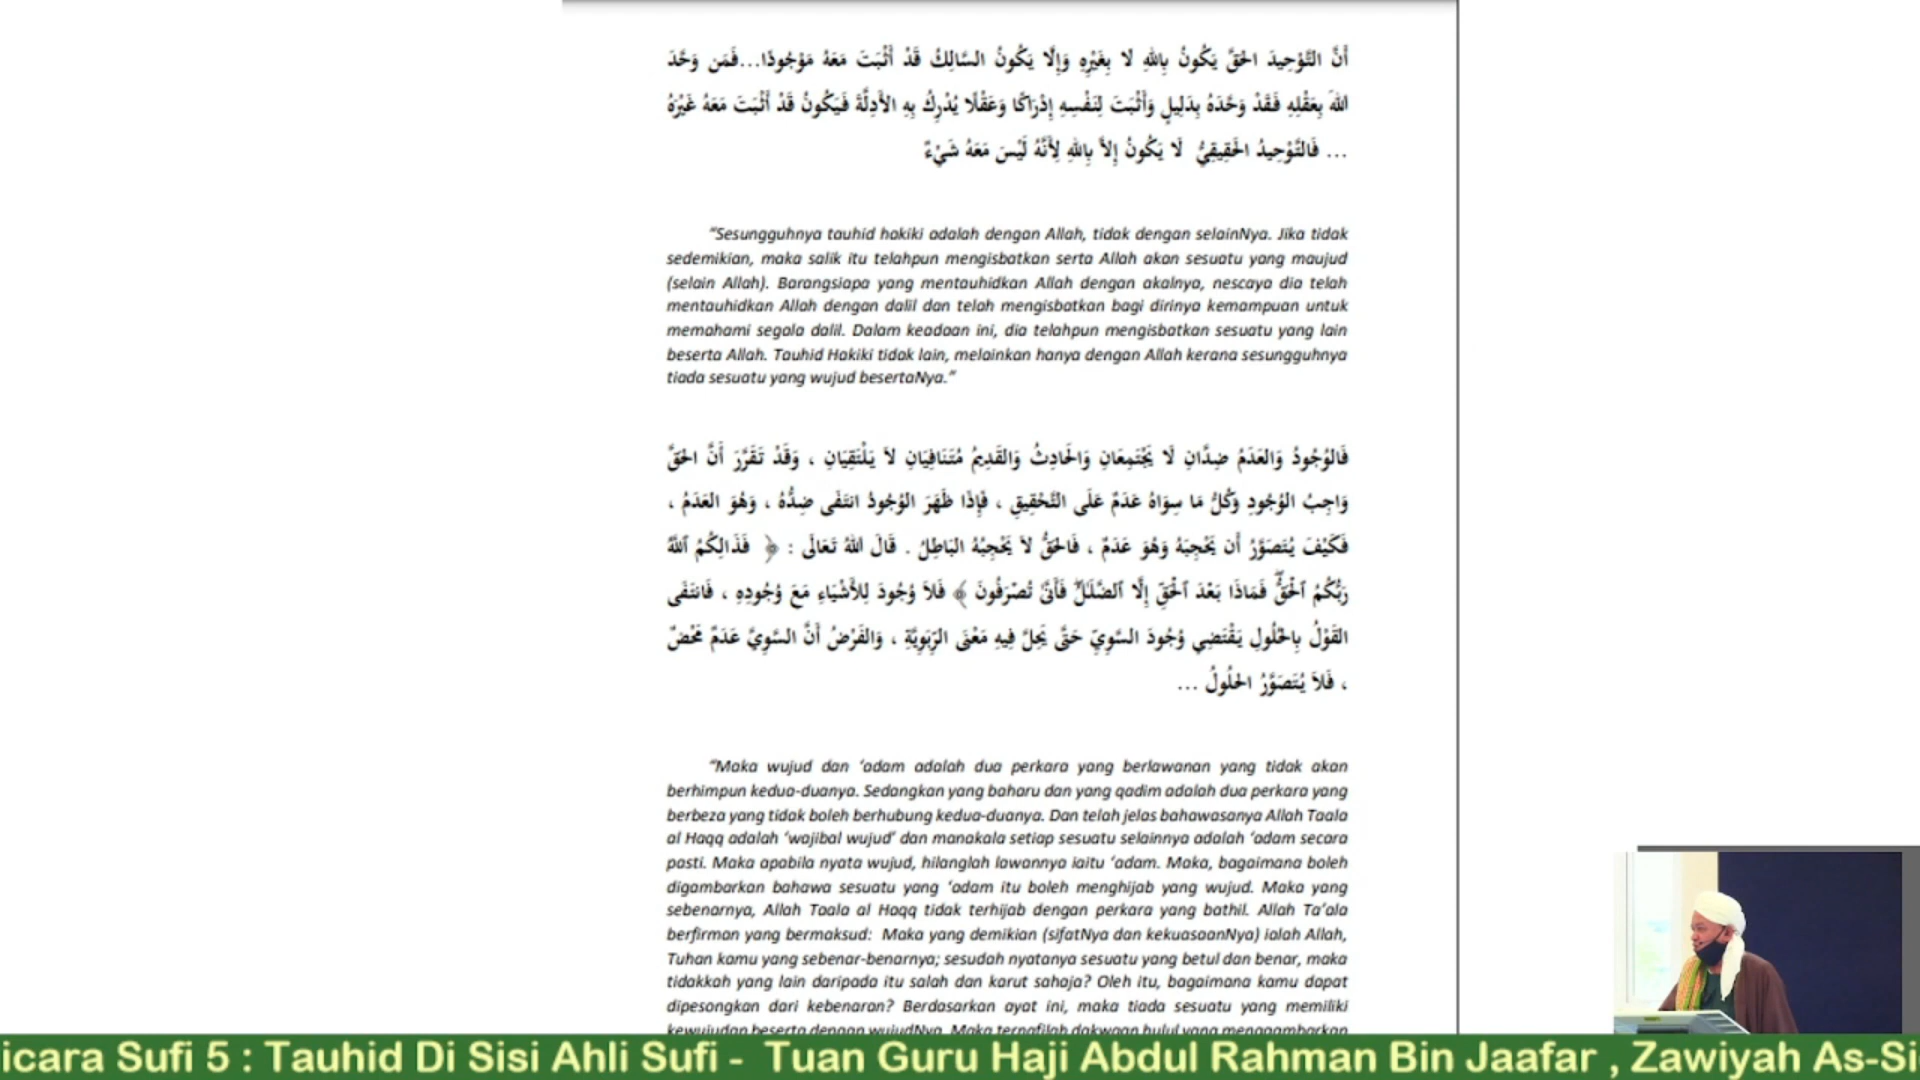 أَنَّ التَّوْحِيدَ الحَقَّ يَكُونُ بِاللهِ لا بِغَيْرِهِ وَإِلَّا يَكُونُ السَّالِكُ قَدْ أَثْبَتَ مَعَهُ مَوْجُودًا...فَمَن وَحَّدَ
اللهَ بِعَقْلِهِ فَقَدْ وَحَّدَهُ بِدَلِيلٍ وَأَثْبَتَ لِنَفْسِهِ إِدْرَاكًا وَعَقْلًا يُدْرِكُ بِهِ الأَدِلَّةَ فَيَكُونُ قَدْ أَثْبَتَ مَعَهُ غَيْرَهُ
... فَالتَّوْحِيدُ الحَقِيقِيُّ لَا يَكُونُ إِلاَّ بِاللهِ لِأَنَّهُ لَيْسَ مَعَهُ شَيْءٌ
“Sesungguhnya tauhid hakiki adalah dengan Allah, tidak dengan selainNya. Jika tidak
sedemikian, maka salik itu telahpun mengisbatkan serta Allah akan sesuatu yang maujud
(selain Allah). Barangsiapa yang mentauhidkan Allah dengan akalnya, nescaya dia telah
mentauhidkan Allah dengan dalil dan telah mengisbatkan bagi dirinya kemampuan untuk
memahami segala dalil. Dalam keadaan ini, dia telahpun mengisbatkan sesuatu yang lain
beserta Allah. Tauhid Hakiki tidak lain, melainkan hanya dengan Allah kerana sesungguhnya
tiada sesuatu yang wujud besertaNya.”
فَالوُجُودُ وَالعَدَمُ ضِدَّانِ لَا يَجْتَمِعَانِ وَالحَادِثُ وَالقَدِيمُ مُتَنَافِيَانِ لاَ يَلْتَقِيَانِ ، وَقَدْ تَقَرَّرَ أَنَّ الحَقَّ
وَاجِبُ الوُجُودِ وَكُلُّ مَا سِوَاهُ عَدَمٌ عَلَى التَّحْقِيقِ ، فَإِذَا ظَهَرَ الوُجُودُ انتَفَى ضِدُّهُ ، وَهُوَ العَدَمُ ،
فَكَيْفَ يُتَصَوَّرُ أَن يَحْجِبَهُ وَهُوَ عَدَمٌ ، فَالحَقُّ لاَ يَحْجِبُهُ البَاطِلُ . قَالَ اللهُ تَعَالَى : ﴿ فَذَالِكُمُ ٱللَّهُ
رَبُّكُمُ ٱلْحَقُّ ۖ فَمَاذَا بَعْدَ ٱلْحَقِّ إِلَّا ٱلضَّلَـٰلُ ۖ فَأَنَّىٰ تُصْرَفُونَ ﴾ فَلاَ وُجُودَ لِلأَشْيَاءِ مَعَ وُجُودِهِ ، فَانتَفَى
القَوْلُ بِالحُلُولِ يَقْتَضِي وُجُودَ السَّوِيِّ حَتَّى يَحِلَّ فِيهِ مَعْنَى الرِّبَوِيَّةِ ، وَالفَرْضُ أَنَّ السَّوِيَّ عَدَمٌ مَحْضٌ
، فَلاَ يُتَصَوَّرُ الحُلُولُ ...
“Maka wujud dan ‘adam adalah dua perkara yang berlawanan yang tidak akan
berhimpun kedua-duanya. Sedangkan yang baharu dan yang qadim adalah dua perkara yang
berbeza yang tidak boleh berhubung kedua-duanya. Dan telah jelas bahawasanya Allah Taala
al Haqq adalah ‘wajibal wujud’ dan manakala setiap sesuatu selainnya adalah ‘adam secara
pasti. Maka apabila nyata wujud, hilanglah lawannya iaitu ‘adam. Maka, bagaimana boleh
digambarkan bahawa sesuatu yang ‘adam itu boleh menghijab yang wujud. Maka yang
sebenarnya, Allah Taala al Haqq tidak terhijab dengan perkara yang bathil. Allah Ta’ala
berfirman yang bermaksud: Maka yang demikian (sifatNya dan kekuasaanNya) ialah Allah,
Tuhan kamu yang sebenar-benarnya; sesudah nyatanya sesuatu yang betul dan benar, maka
tidakkah yang lain daripada itu salah dan karut sahaja? Oleh itu, bagaimana kamu dapat
dipesongkan dari kebenaran? Berdasarkan ayat ini, maka tiada sesuatu yang memiliki
kewujudan beserta dengan wujudNya. Maka ternafilah dakwaan hulul yang menggambarkan
icara Sufi 5 : Tauhid Di Sisi Ahli Sufi - Tuan Guru Haji Abdul Rahman Bin Jaafar , Zawiyah As-Si